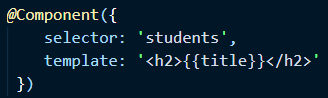 @Component({
    selector: 'students',
    template: '<h2>{{title}}</h2>'
})